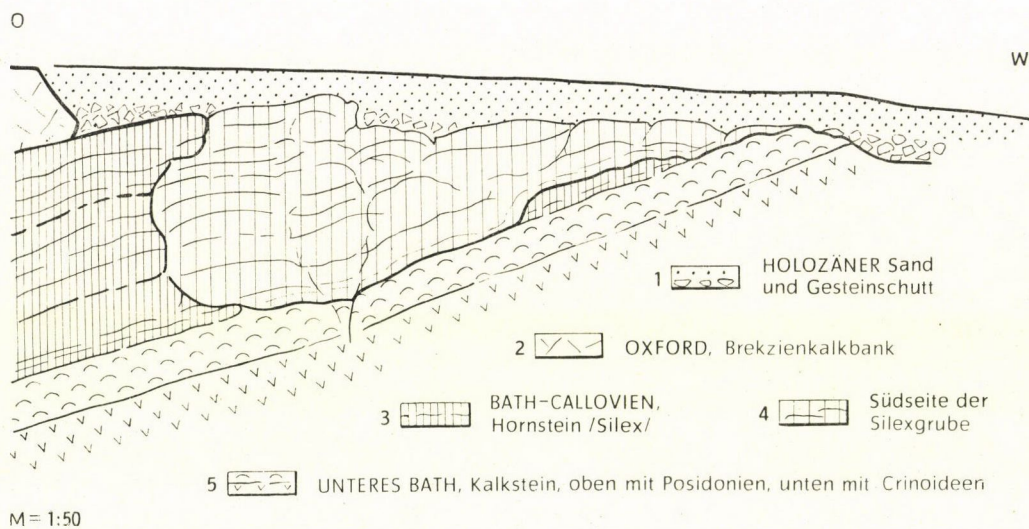 O
W
1 HOLOZÄNER Sand
und Gesteinschutt
2 OXFORD, Brekzienkalkbank
3 BATH-CALLOVIEN,
Hornstein /Silex/
4 Südseite der
Silexgrube
5 UNTERES BATH, Kalkstein, oben mit Posidonien, unten mit Crinoideen
M = 1:50